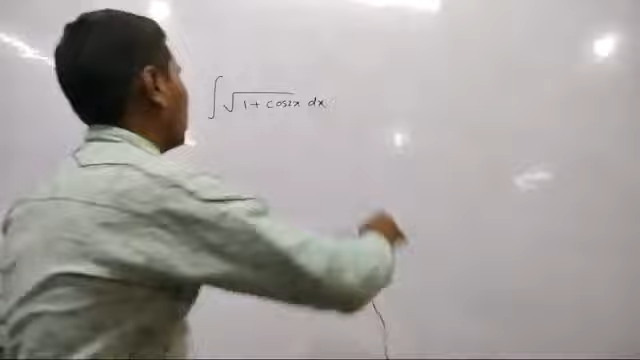 ∫ √(1 + cos2x) dx